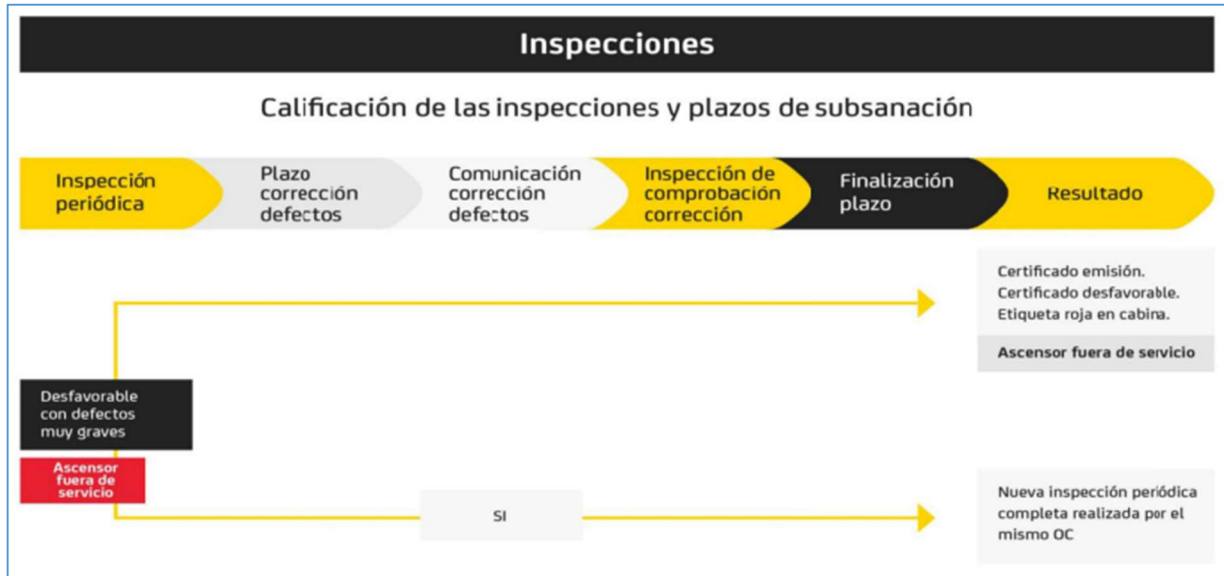 Inspecciones
Calificación de las inspecciones y plazos de subsanación
Inspección
periódica
Plazo
corrección
defectos
Comunicación
corrección
defectos
Inspección de
comprobación
corrección
Finalización
plazo
Resultado
Certificado emisión.
Certificado desfavorable.
Etiqueta roja en cabina.
Ascensor fuera de servicio
Desfavorable
con defectos
muy graves
Ascensor
fuera de
servicio
SI
Nueva inspección periódica
completa realizada por el
mismo OC